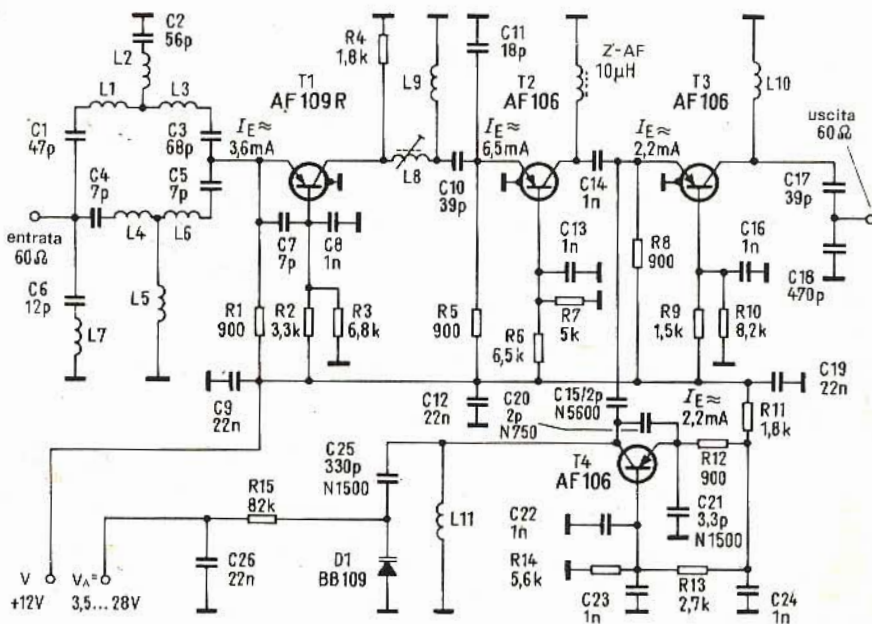 C2
56p
L2
L1
L3
C1
47p
C3
68p
C4
7p
C5
7p
L4
L6
entrata
60Ω
C6
12p
L5
L7
R4
1,8k
T1
AF109R
I_E≈
3,6mA
L9
L8
C7
7p
C8
1n
R1
900
R2
3,3k
R3
6,8k
C11
18p
C10
39p
T2
AF106
I_E≈
6,5mA
Z-AF
10µH
C14
1n
C13
1n
R5
900
R7
5k
R6
6,5k
T3
AF106
I_E≈
2,2mA
L10
uscita
60Ω
C17
39p
C18
470p
R8
900
C16
1n
R9
1,5k
R10
8,2k
C9
22n
C12
22n
C20
2p
N750
C15/2p
N5600
I_E≈
2,2mA
C19
22n
R11
1,8k
C25
330p
N1500
T4
AF106
R12
900
R15
82k
L11
C21
3,3p
N1500
C22
1n
C26
22n
D1
BB109
R14
5,6k
R13
2,7k
C23
1n
C24
1n
V
+12V
V_A=
3,5...28V